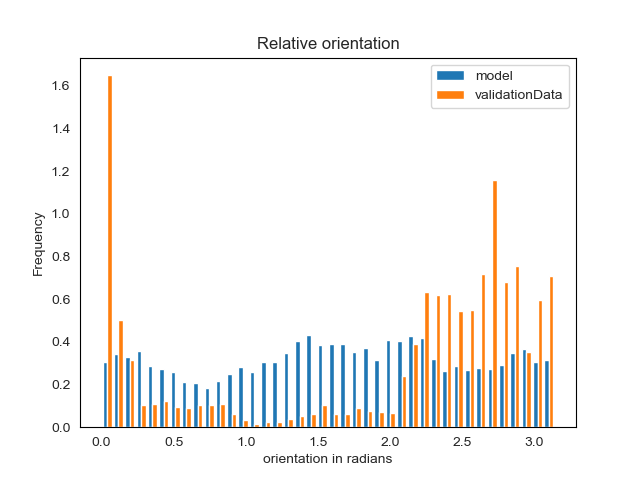 Relative orientation
model
validationData
Frequency
1.6
1.4
1.2
1.0
0.8
0.6
0.4
0.2
0.0
0.0 0.5 1.0 1.5 2.0 2.5 3.0
orientation in radians